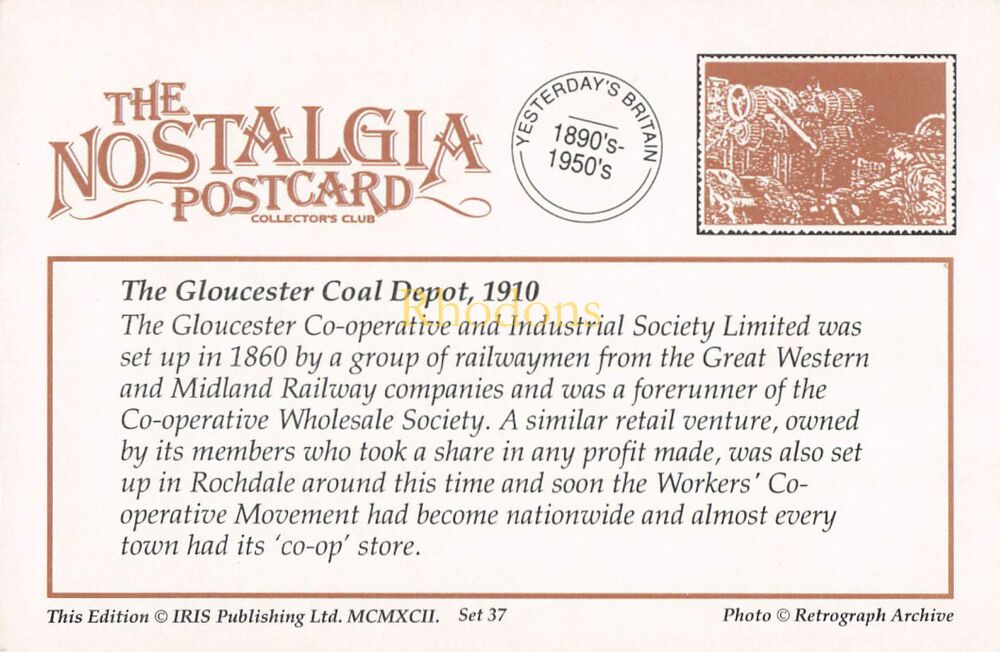 THE
NOSTALGIA
POSTCARD
COLLECTOR'S CLUB
YESTERDAY'S BRITAIN
1890's-
1950's
The Gloucester Coal Depot, 1910
Rhodons
The Gloucester Co-operative and Industrial Society Limited was
set up in 1860 by a group of railwaymen from the Great Western
and Midland Railway companies and was a forerunner of the
Co-operative Wholesale Society. A similar retail venture, owned
by its members who took a share in any profit made, was also set
up in Rochdale around this time and soon the Workers' Co-
operative Movement had become nationwide and almost every
town had its 'co-op' store.
This Edition © IRIS Publishing Ltd. MCMXCII. Set 37
Photo © Retrograph Archive